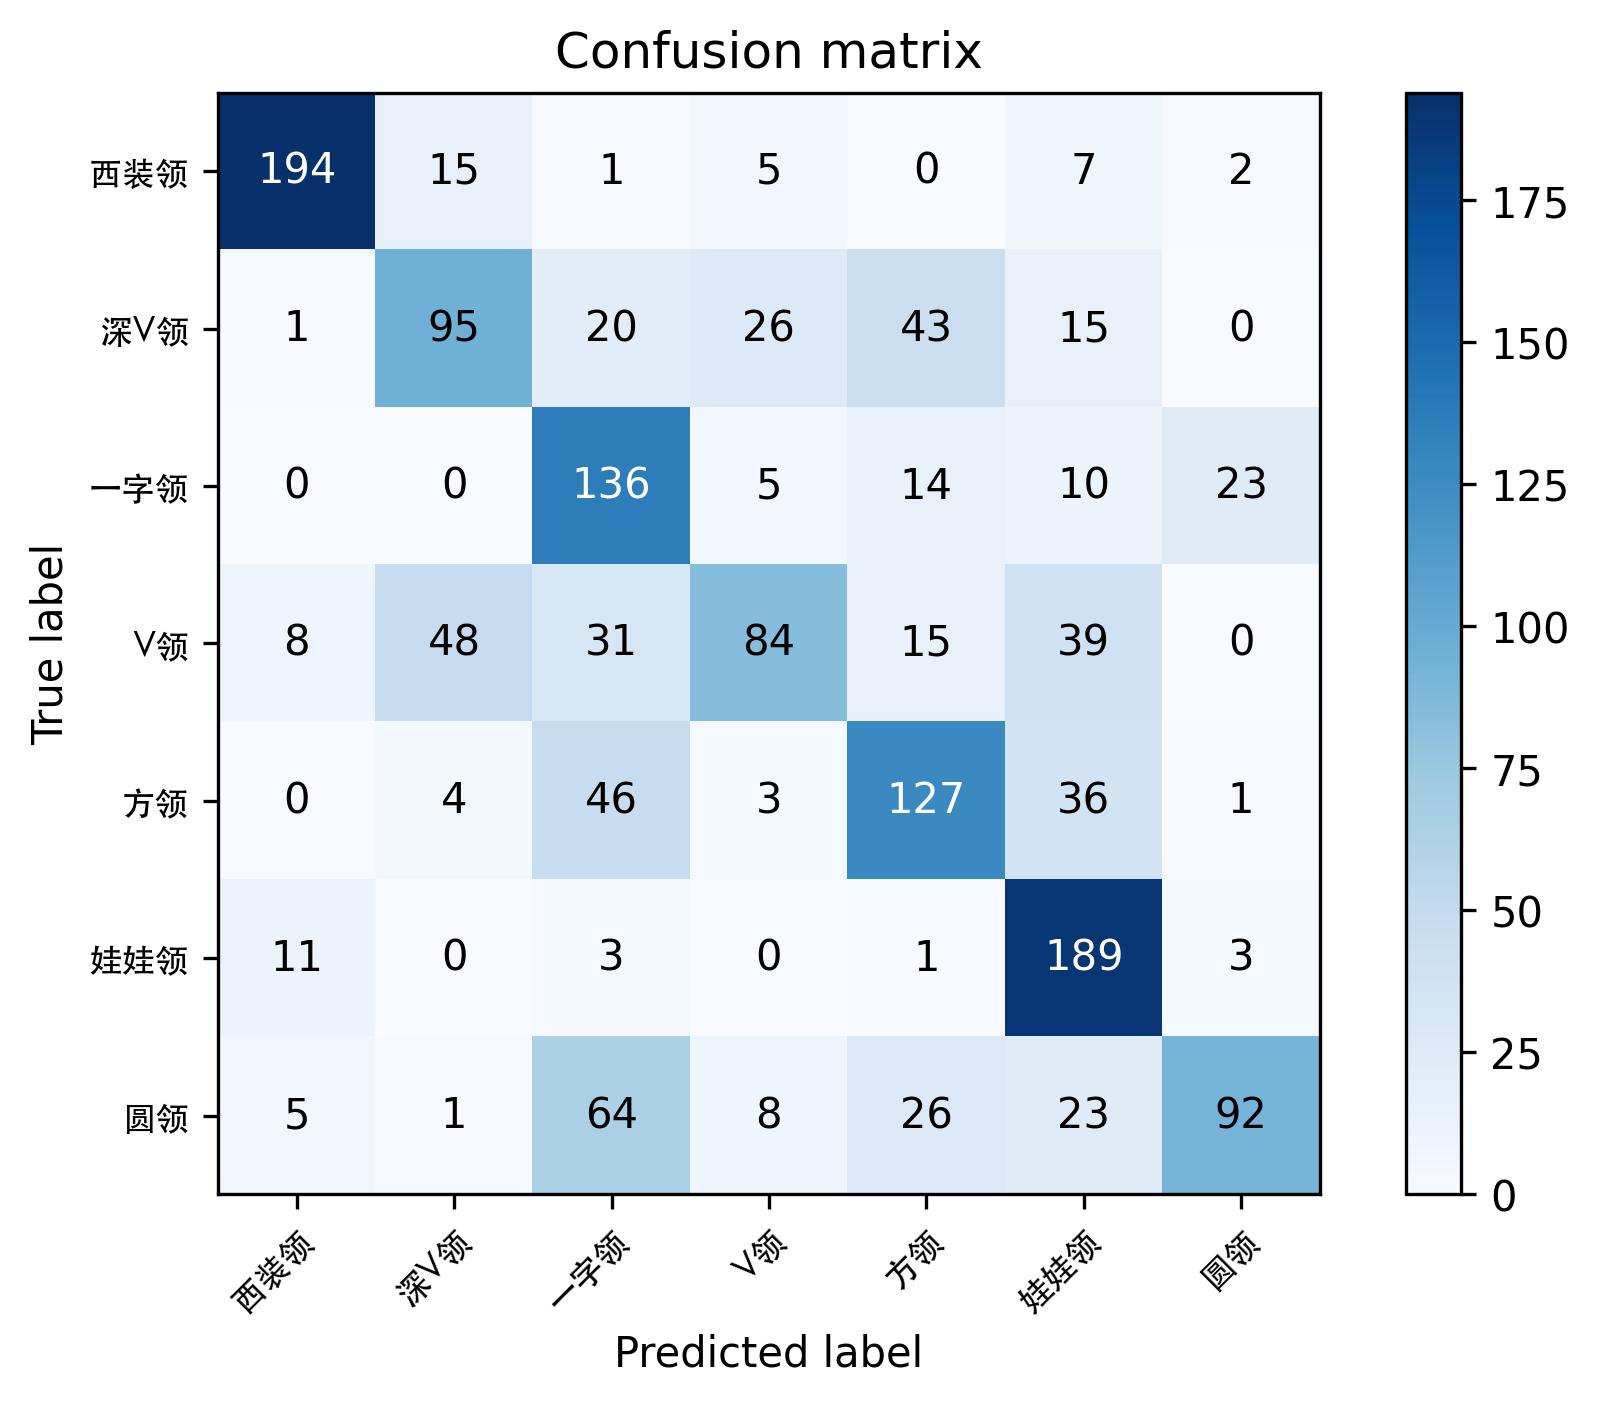 Confusion matrix
西装领 194 15 1 5 0 7 2
深V领 1 95 20 26 43 15 0
一字领 0 0 136 5 14 10 23
V领 8 48 31 84 15 39 0
方领 0 4 46 3 127 36 1
娃娃领 11 0 3 0 1 189 3
圆领 5 1 64 8 26 23 92
True label
西装领 深V领 一字领 V领 方领 娃娃领 圆领
Predicted label
175
150
125
100
75
50
25
0